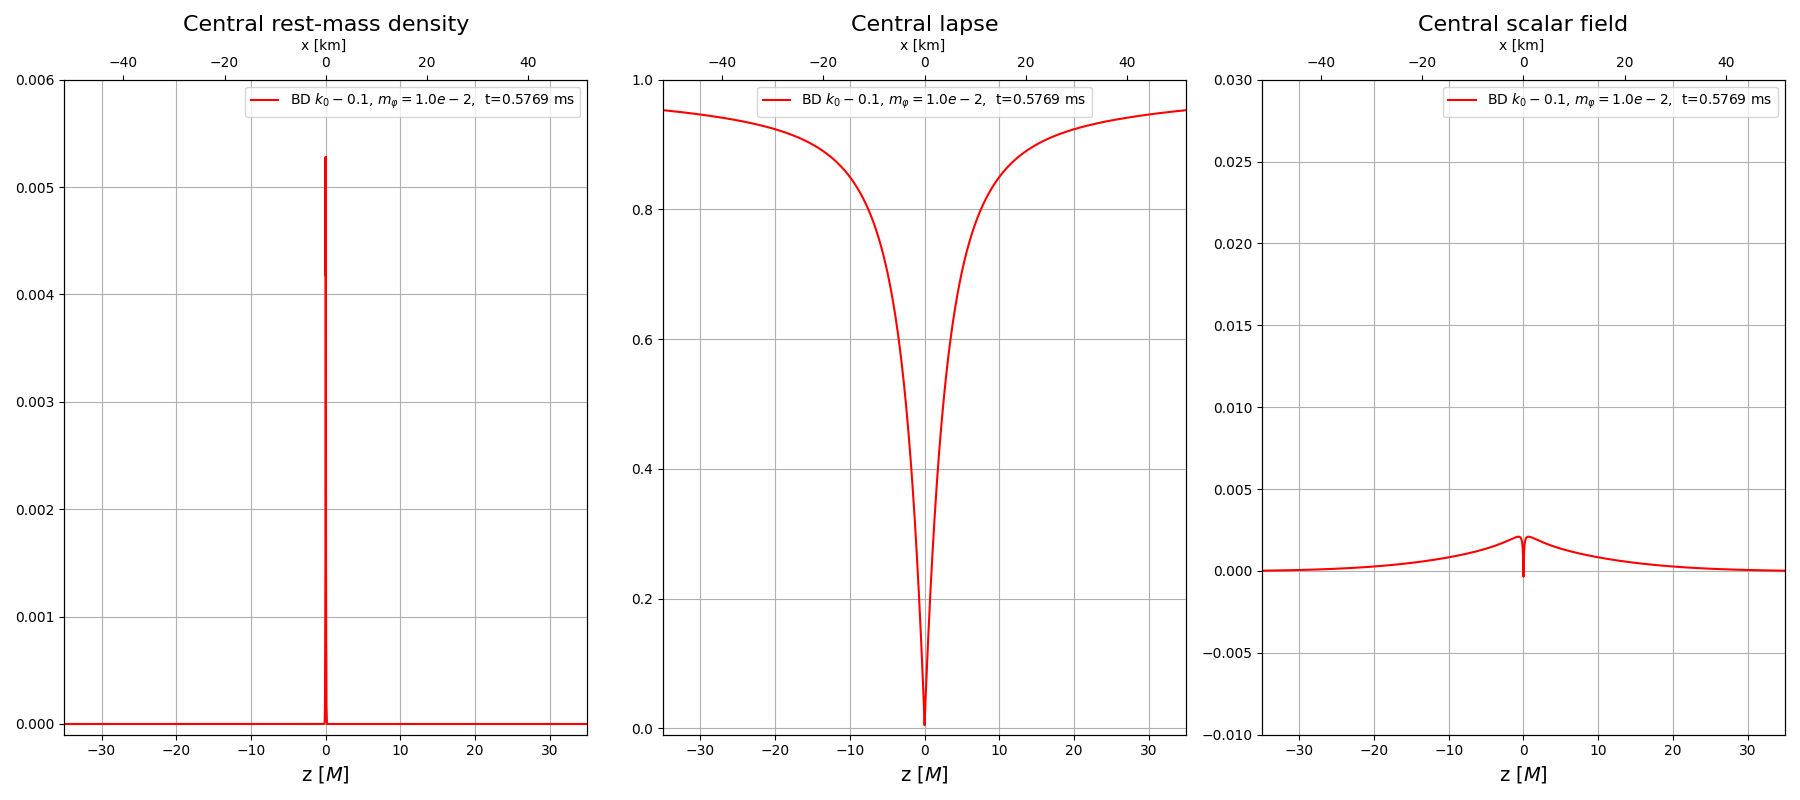 Central rest-mass density
x [km]
−40 −20 0 20 40
BD k₀ − 0.1, mᵩ = 1.0e − 2, t=0.5769 ms
0.006
0.005
0.004
0.003
0.002
0.001
0.000
−30 −20 −10 0 10 20 30
z [M]
Central lapse
x [km]
−40 −20 0 20 40
BD k₀ − 0.1, mᵩ = 1.0e − 2, t=0.5769 ms
1.0
0.8
0.6
0.4
0.2
0.0
−30 −20 −10 0 10 20 30
z [M]
Central scalar field
x [km]
−40 −20 0 20 40
BD k₀ − 0.1, mᵩ = 1.0e − 2, t=0.5769 ms
0.030
0.025
0.020
0.015
0.010
0.005
0.000
−0.005
−0.010
−30 −20 −10 0 10 20 30
z [M]